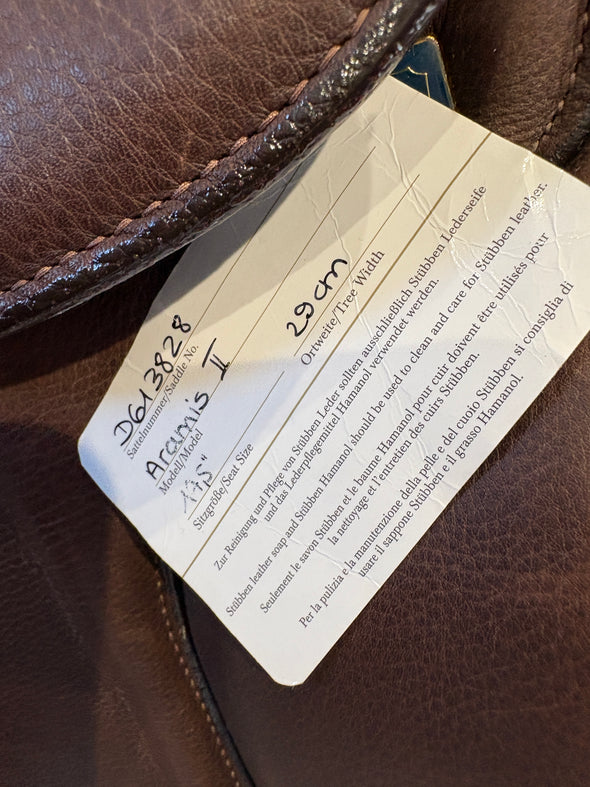 D613828
Sattelnummer/Saddle No.
Aramis II
Modell/Model
17,5"
Sitzgröße/Seat Size
29 cm
Ortweite/Tree Width
Zur Reinigung und Pflege von Stübben Leder sollten ausschließlich Stübben Lederseife
und das Lederpflegemittel Hamanol verwendet werden.
Stübben leather soap and Stübben Hamanol should be used to clean and care for Stübben leather.
Seulement le savon Stübben et le baume Hamanol pour cuir doivent être utilisés pour
la nettoyage et l'entretien des cuirs Stübben.
Per la pulizia e la manutenzione della pelle e del cuoio Stübben si consiglia di
usare il sappone Stübben e il grasso Hamanol.